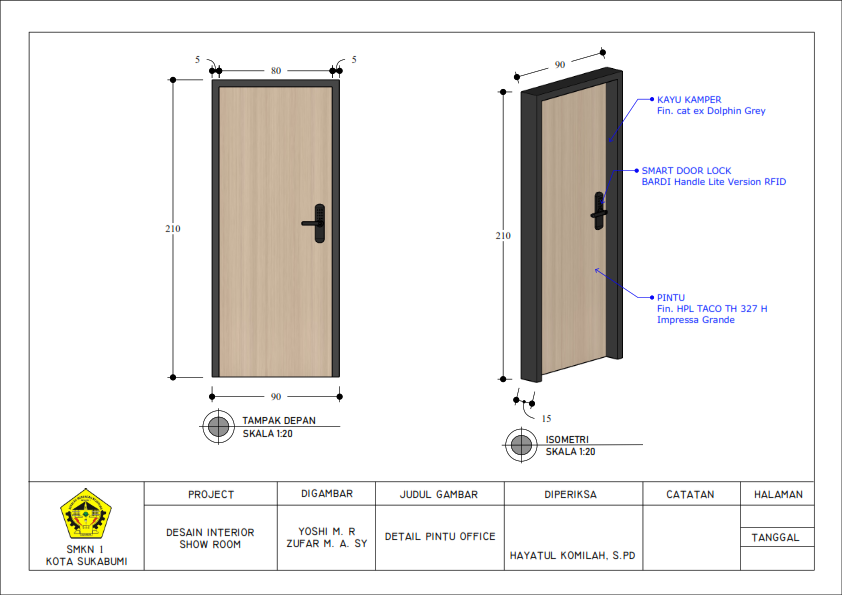 5
80
5
210
90
TAMPAK DEPAN
SKALA 1:20
90
210
15
KAYU KAMPER
Fin. cat ex Dolphin Grey
SMART DOOR LOCK
BARDI Handle Lite Version RFID
PINTU
Fin. HPL TACO TH 327 H
Impressa Grande
ISOMETRI
SKALA 1:20
SMKN 1
KOTA SUKABUMI
PROJECT
DESAIN INTERIOR
SHOW ROOM
DIGAMBAR
YOSHI M. R
ZUFAR M. A. SY
JUDUL GAMBAR
DETAIL PINTU OFFICE
DIPERIKSA
HAYATUL KOMILAH, S.PD
CATATAN
HALAMAN
TANGGAL